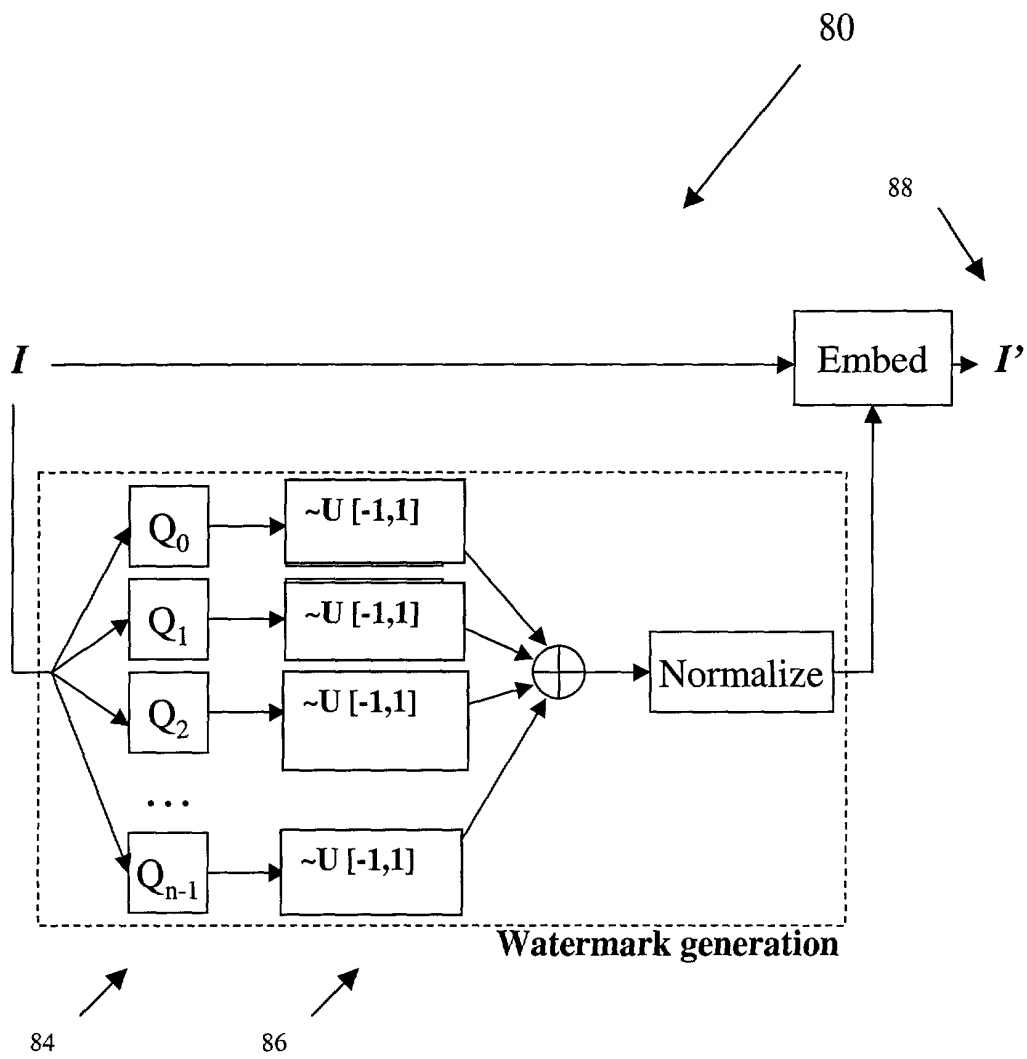 80
88
I
Embed
I’
Q0
~U [-1,1]
Q1
~U [-1,1]
Q2
~U [-1,1]
Normalize
...
Qn-1
~U [-1,1]
Watermark generation
84
86